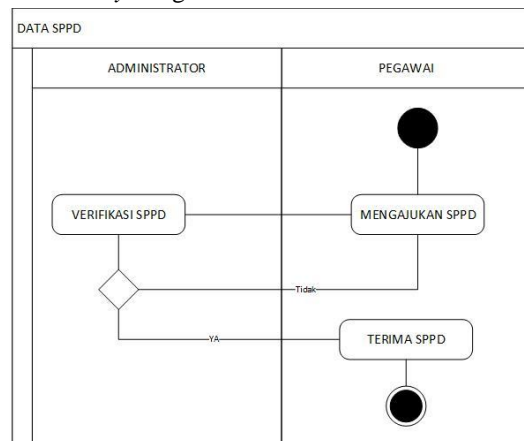 DATA SPPD
ADMINISTRATOR
PEGAWAI
VERIFIKASI SPPD
MENGAJUKAN SPPD
Tidak
YA
TERIMA SPPD